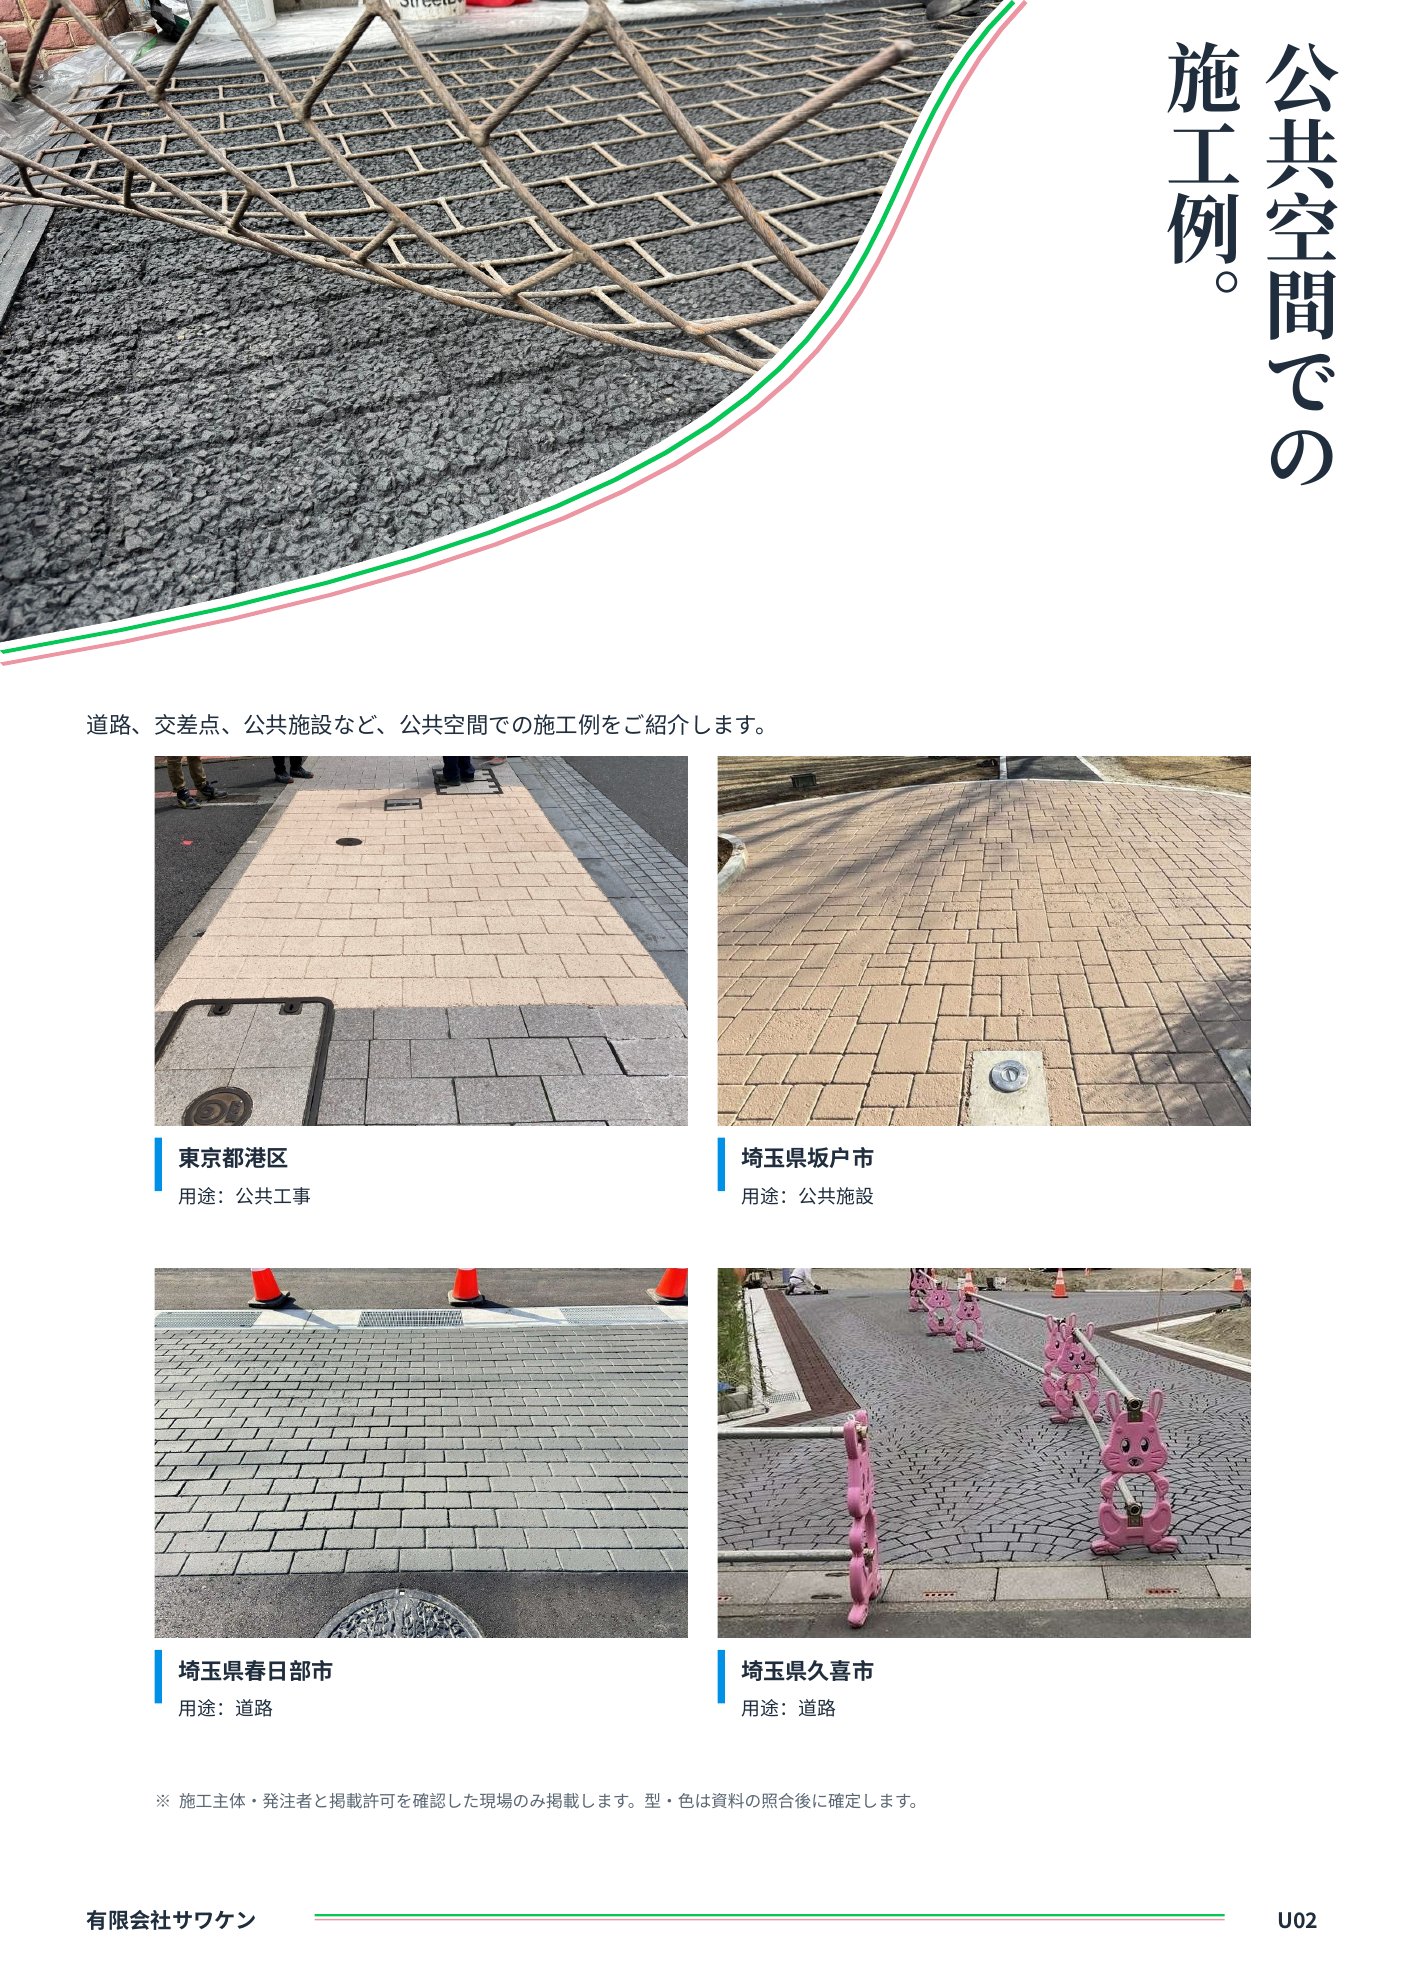 公共空間での
施工例。
道路、交差点、公共施設など、公共空間での施工例をご紹介します。
東京都港区
用途：公共工事
埼玉県坂戸市
用途：公共施設
埼玉県春日部市
用途：道路
埼玉県久喜市
用途：道路
※ 施工主体・発注者と掲載許可を確認した現場のみ掲載します。型・色は資料の照合後に確定します。
有限会社サワケン
U02